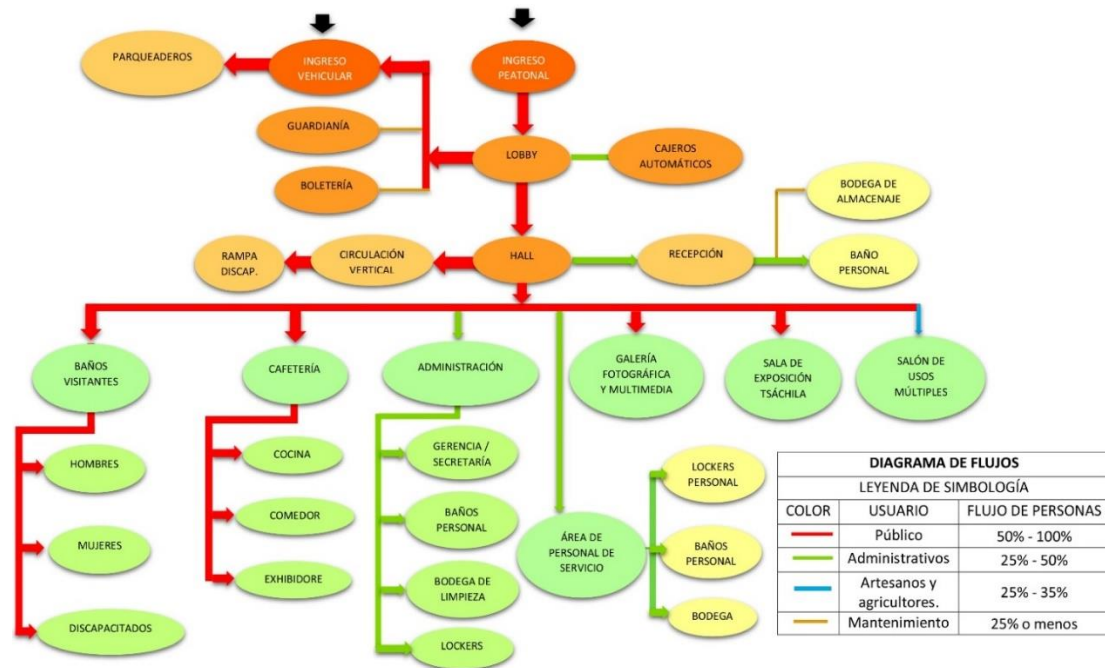 PARQUEADEROS
INGRESO
VEHICULAR
INGRESO
PEATONAL
GUARDIANÍA
LOBBY
CAJEROS
AUTOMÁTICOS
BOLETERÍA
BODEGA DE
ALMACENAJE
RAMPA
DISCAP.
CIRCULACIÓN
VERTICAL
HALL
RECEPCIÓN
BAÑO
PERSONAL
BAÑOS
VISITANTES
CAFETERÍA
ADMINISTRACIÓN
GALERÍA
FOTOGRÁFICA
Y MULTIMEDIA
SALA DE
EXPOSICIÓN
TSÁCHILA
SALÓN DE
USOS
MÚLTIPLES
HOMBRES
MUJERES
DISCAPACITADOS
COCINA
COMEDOR
EXHIBIDORE
GERENCIA /
SECRETARÍA
BAÑOS
PERSONAL
BODEGA DE
LIMPIEZA
LOCKERS
ÁREA DE
PERSONAL DE
SERVICIO
LOCKERS
PERSONAL
BAÑOS
PERSONAL
BODEGA
DIAGRAMA DE FLUJOS
LEYENDA DE SIMBOLOGÍA
COLOR USUARIO FLUJO DE PERSONAS
Público 50% - 100%
Administrativos 25% - 50%
Artesanos y
agricultores. 25% - 35%
Mantenimiento 25% o menos